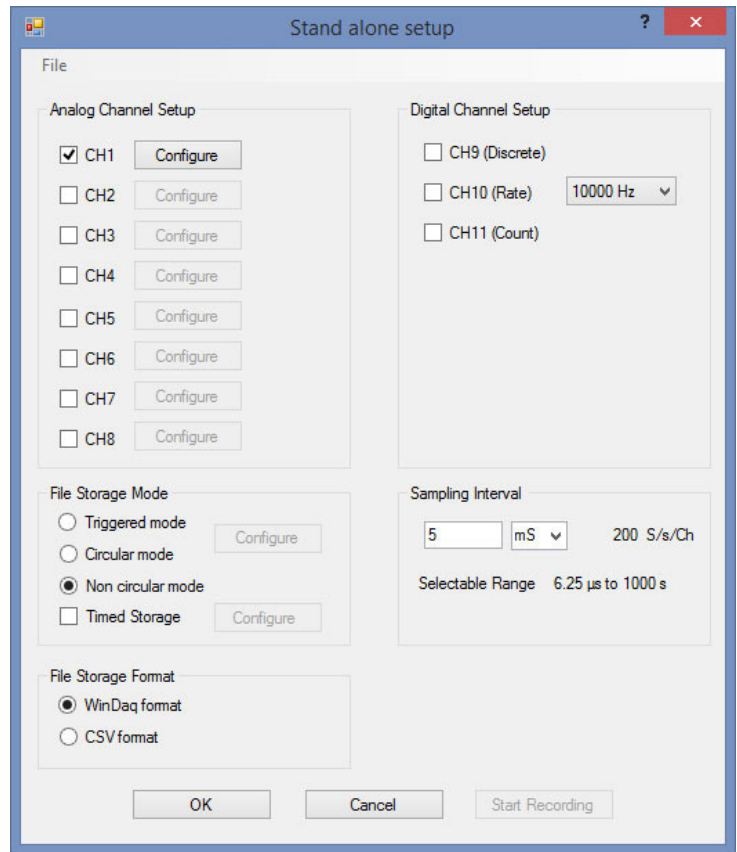 Stand alone setup
?
File
Analog Channel Setup
CH1 Configure
CH2 Configure
CH3 Configure
CH4 Configure
CH5 Configure
CH6 Configure
CH7 Configure
CH8 Configure
Digital Channel Setup
CH9 (Discrete)
CH10 (Rate) 10000 Hz
CH11 (Count)
File Storage Mode
Triggered mode
Configure
Circular mode
Non circular mode
Timed Storage Configure
Sampling Interval
5 mS 200 S/s/Ch
Selectable Range 6.25 µs to 1000 s
File Storage Format
WinDaq format
CSV format
OK Cancel Start Recording